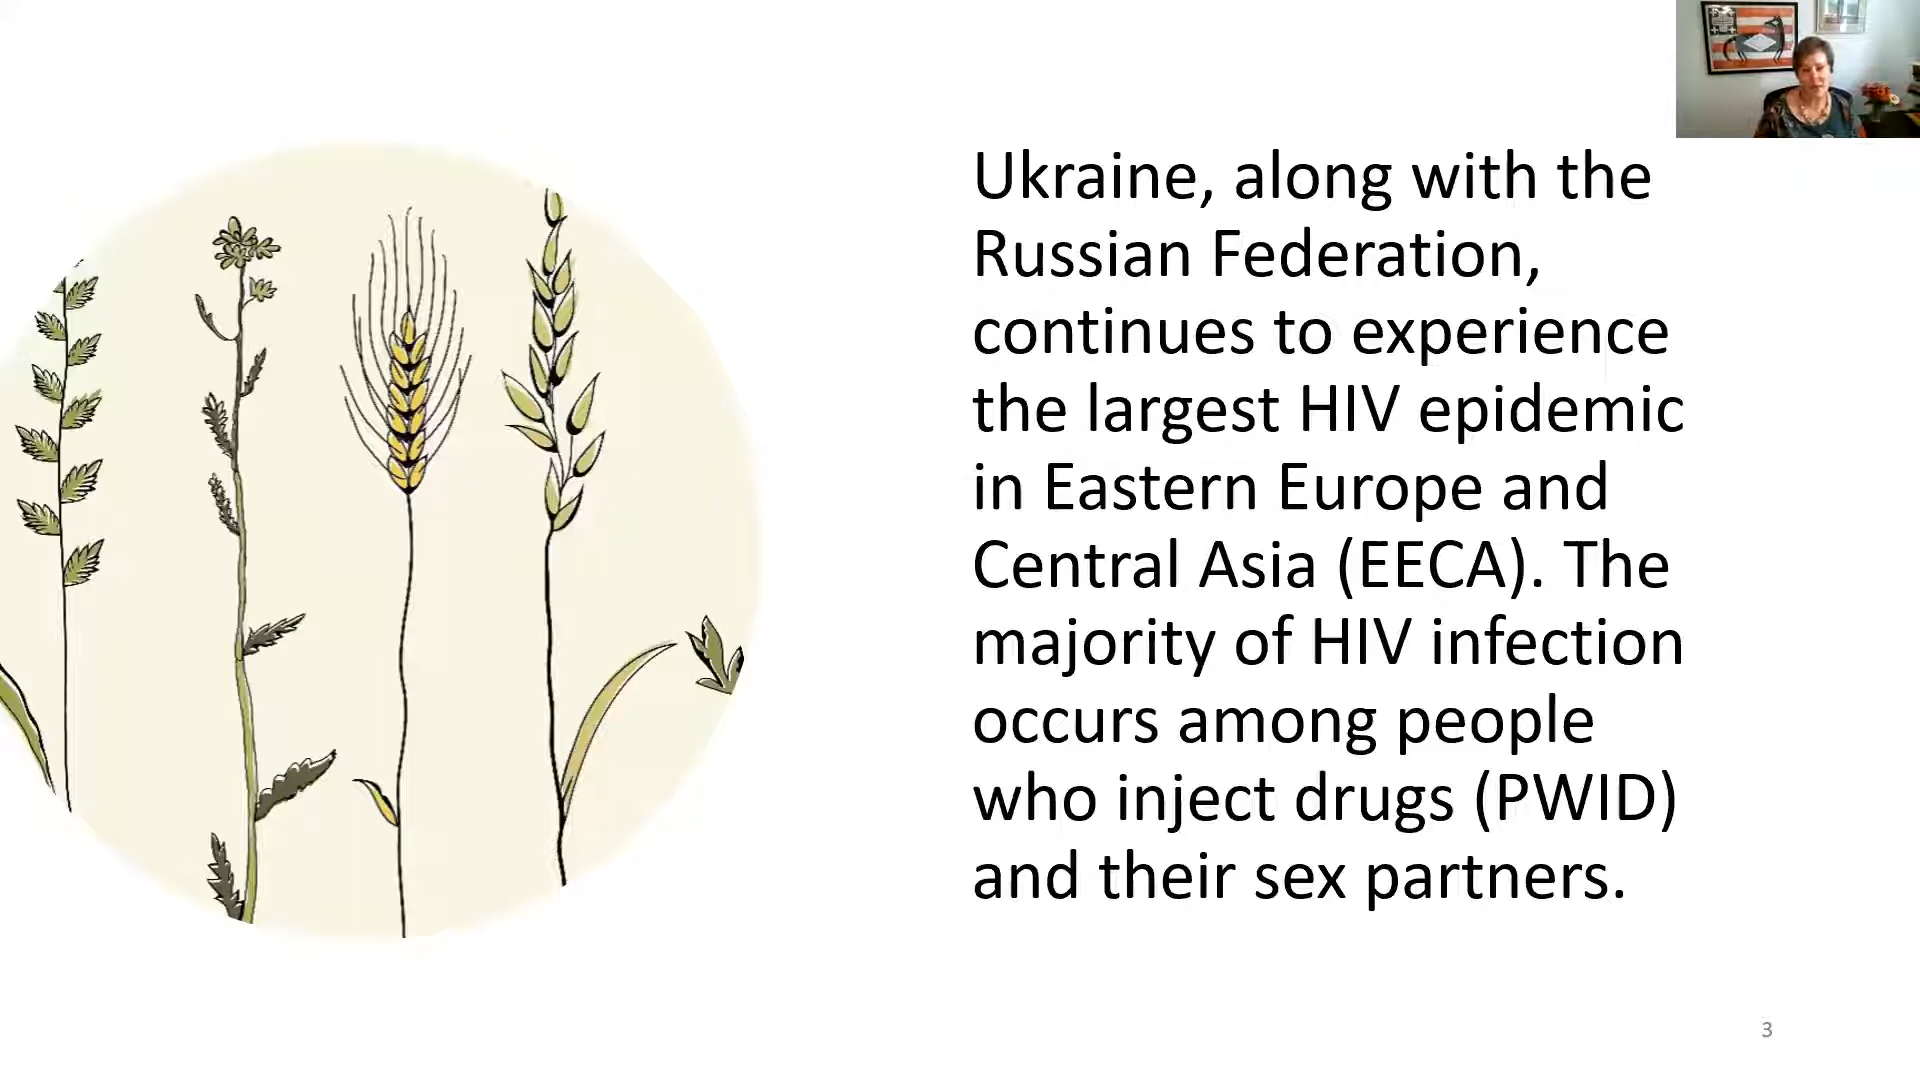 Ukraine, along with the
Russian Federation,
continues to experience
the largest HIV epidemic
in Eastern Europe and
Central Asia (EECA). The
majority of HIV infection
occurs among people
who inject drugs (PWID)
and their sex partners.
3